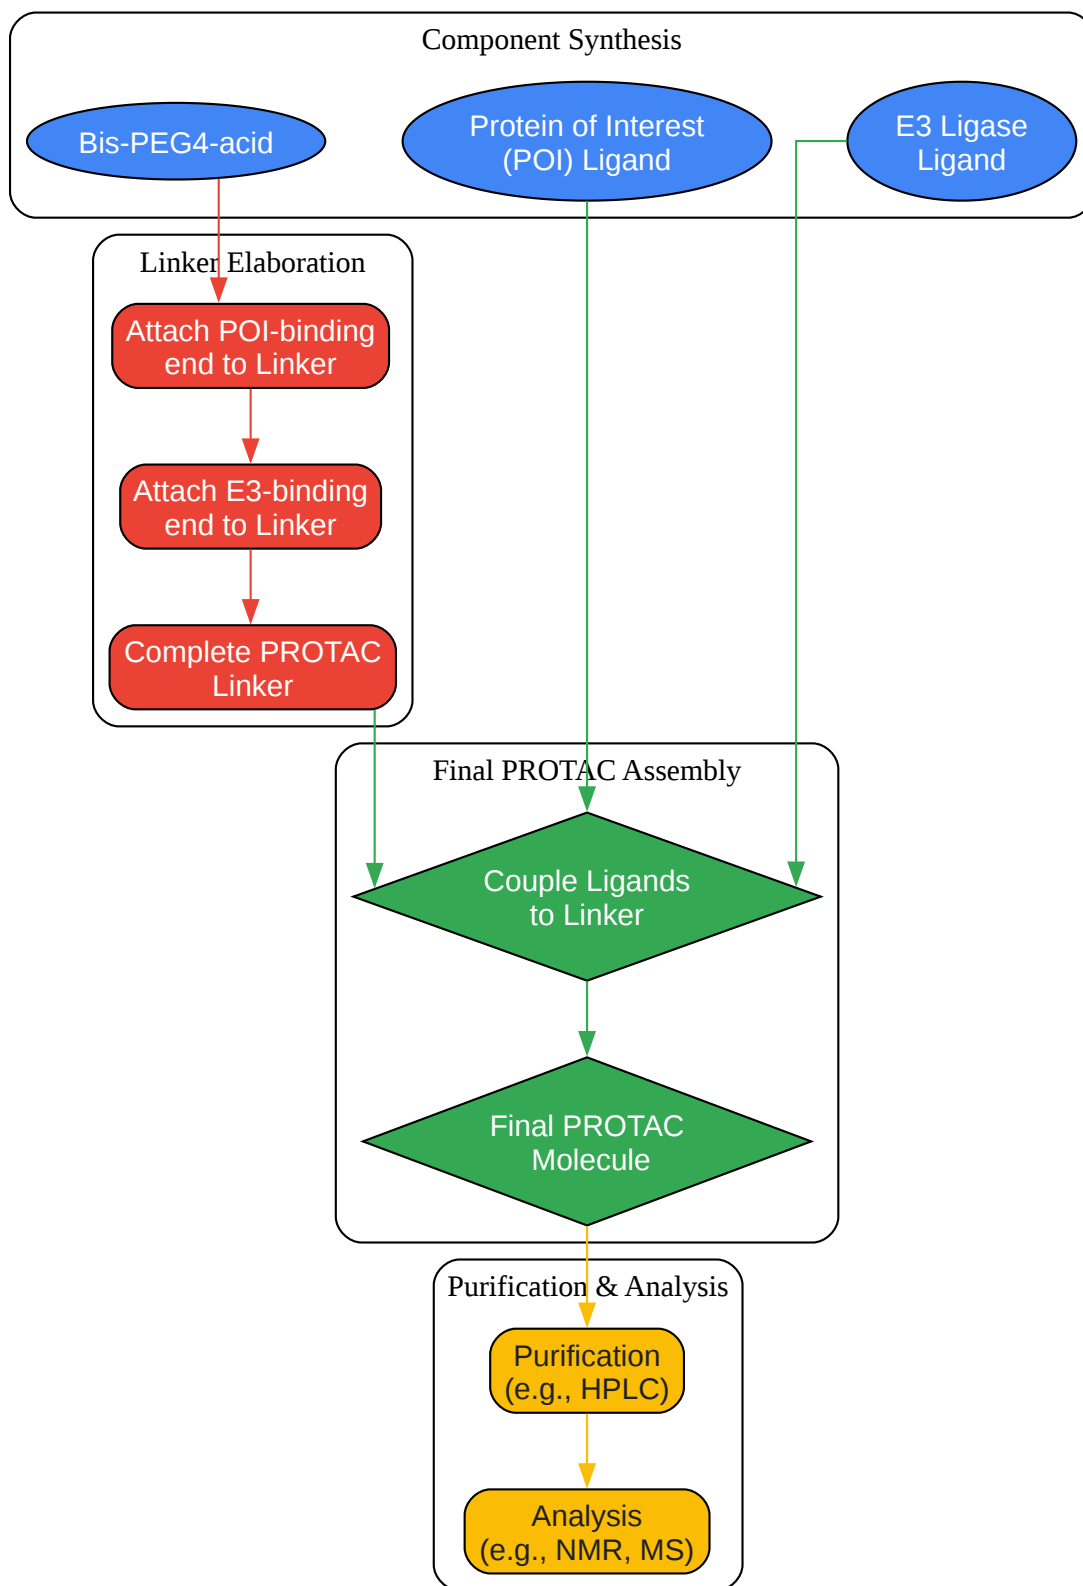 Component Synthesis
Bis-PEG4-acid
Protein of Interest
(POI) Ligand
E3 Ligase
Ligand
Linker Elaboration
Attach POI-binding
end to Linker
Attach E3-binding
end to Linker
Complete PROTAC
Linker
Final PROTAC Assembly
Couple Ligands
to Linker
Final PROTAC
Molecule
Purification & Analysis
Purification
(e.g., HPLC)
Analysis
(e.g., NMR, MS)